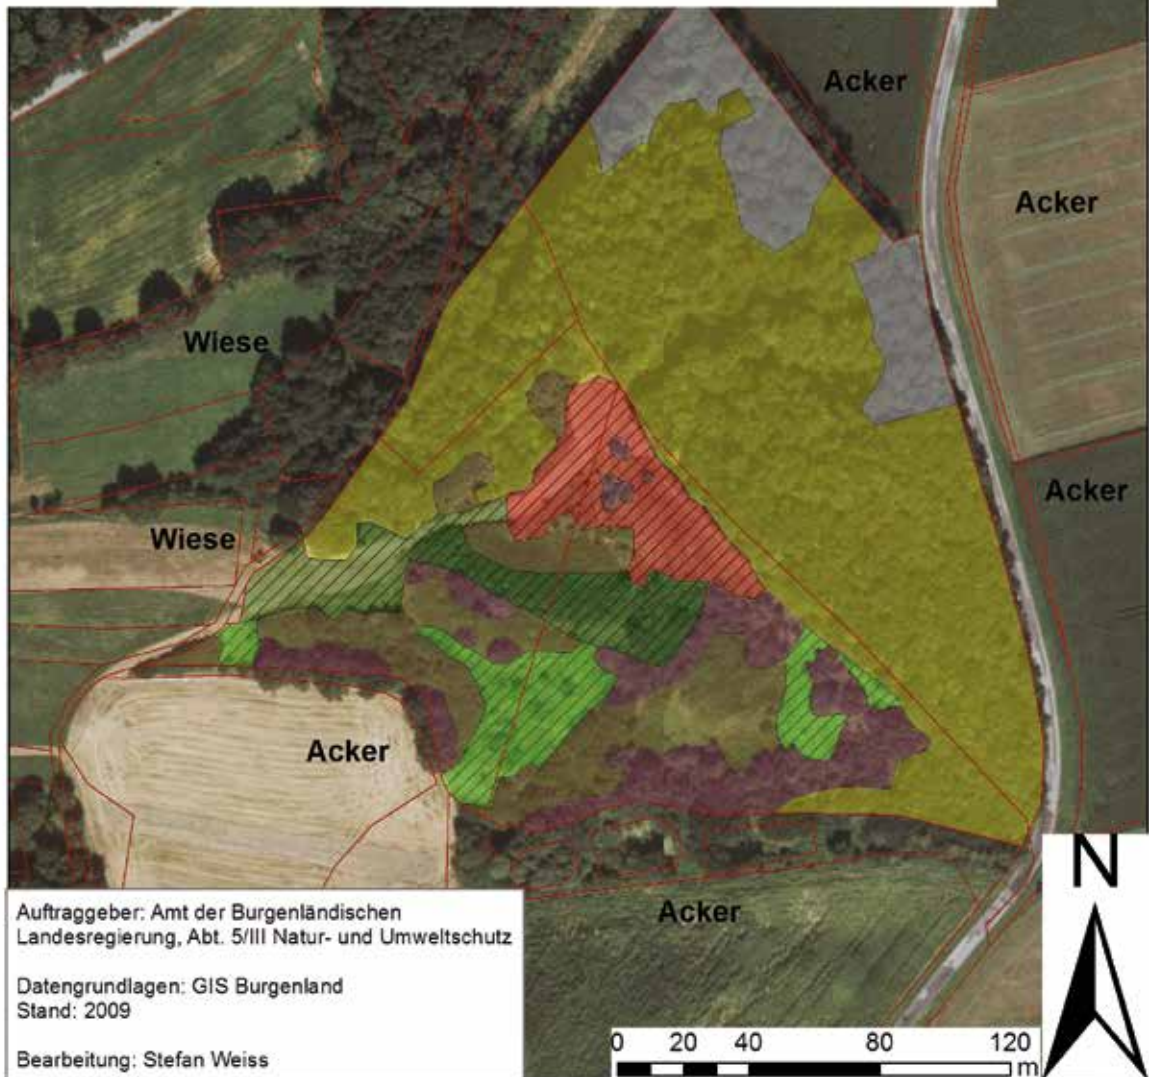 Acker
Acker
Wiese
Acker
Wiese
Acker
Acker
N
Auftraggeber: Amt der Burgenländischen
Landesregierung, Abt. 5/III Natur- und Umweltschutz
Datengrundlagen: GIS Burgenland
Stand: 2009
Bearbeitung: Stefan Weiss
0 20 40 80 120
m